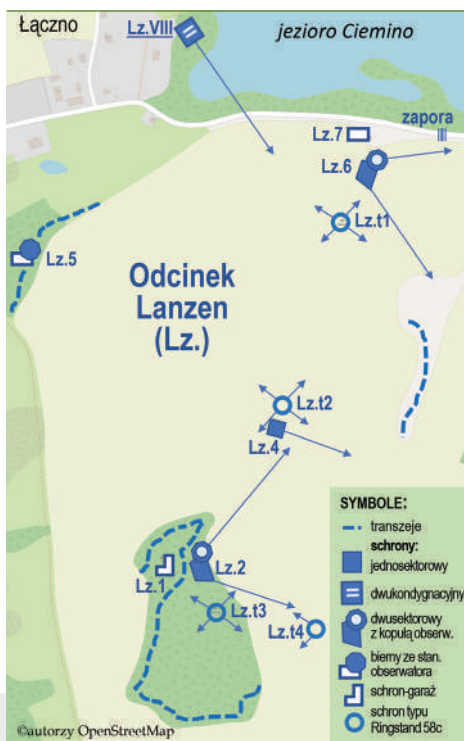 Łączno
Lz.VIII
jezioro Ciemino
zapora
Lz.7
Lz.6
Lz.t1
Lz.5
Odcinek
Lanzen
(Lz.)
Lz.t2
Lz.4
Lz.2
Lz.1
Lz.t3
Lz.t4
SYMBOLE:
transzeje
schrony:
jednosektorowy
dwukondygnacyjny
dwusektorowy
z kopułą obserw.
bierny ze stan.
obserwatora
schron-garaż
schron typu
Ringstand 58c
©autorzy OpenStreetMap